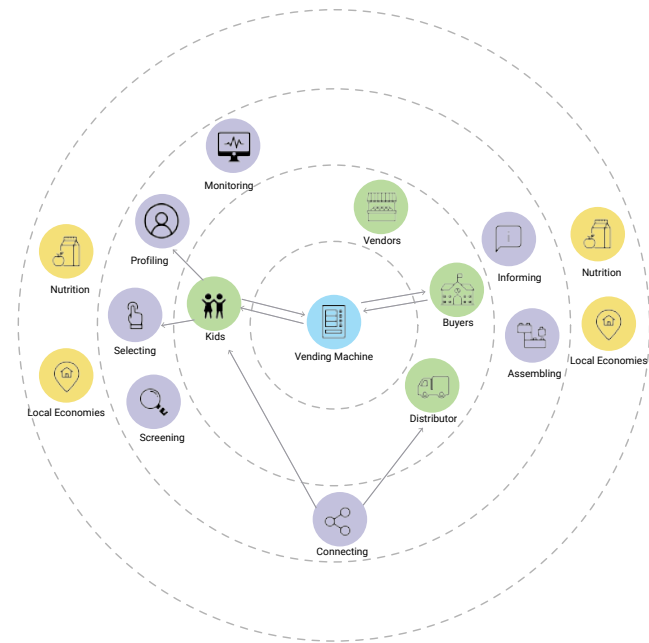 Monitoring
Vendors
Profiling
Informing
Nutrition
Nutrition
Kids
Vending Machine
Buyers
Selecting
Local Economies
Assembling
Local Economies
Distributor
Screening
Connecting